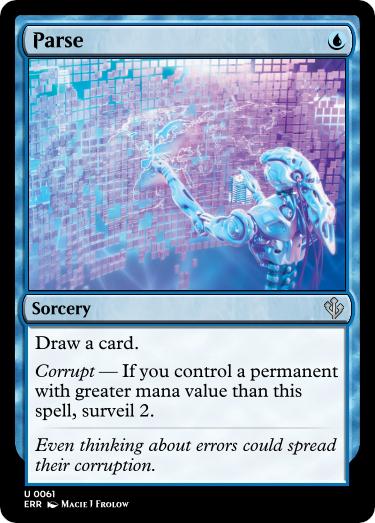 Parse
Sorcery
Draw a card.
Corrupt — If you control a permanent
with greater mana value than this
spell, surveil 2.
Even thinking about errors could spread
their corruption.
U 0061
ERR Macie J Frolow